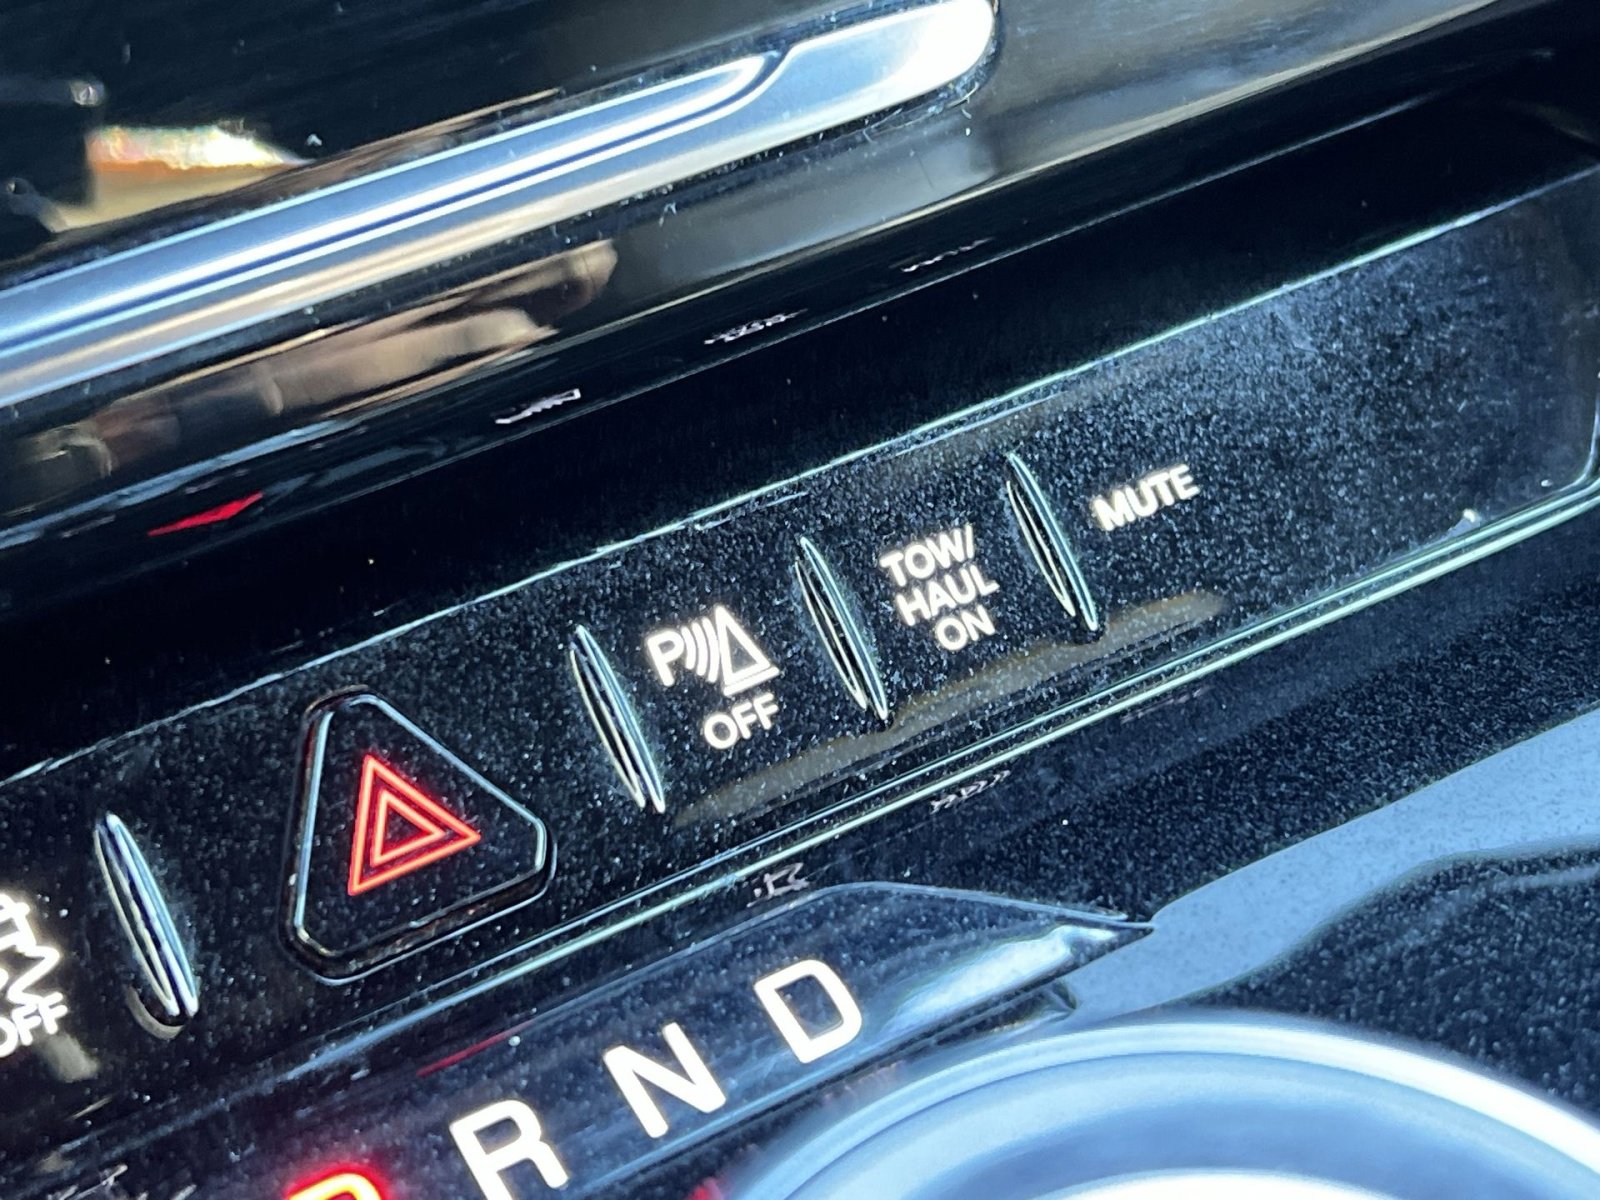 OFF
P
OFF
TOW/
HAUL
ON
MUTE
P R N D